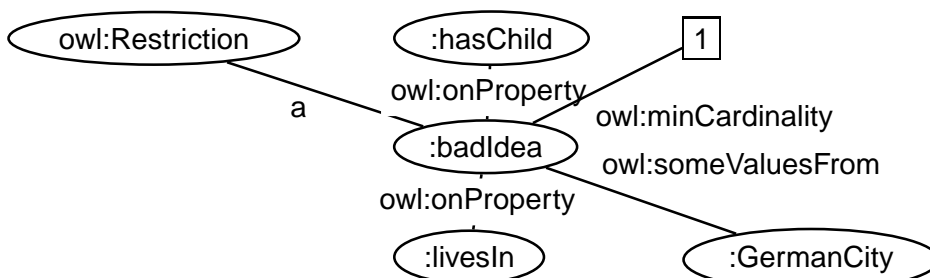 owl:Restriction
:hasChild
1
owl:onProperty
a
owl:minCardinality
:badIdea
owl:someValuesFrom
owl:onProperty
:livesIn
:GermanCity